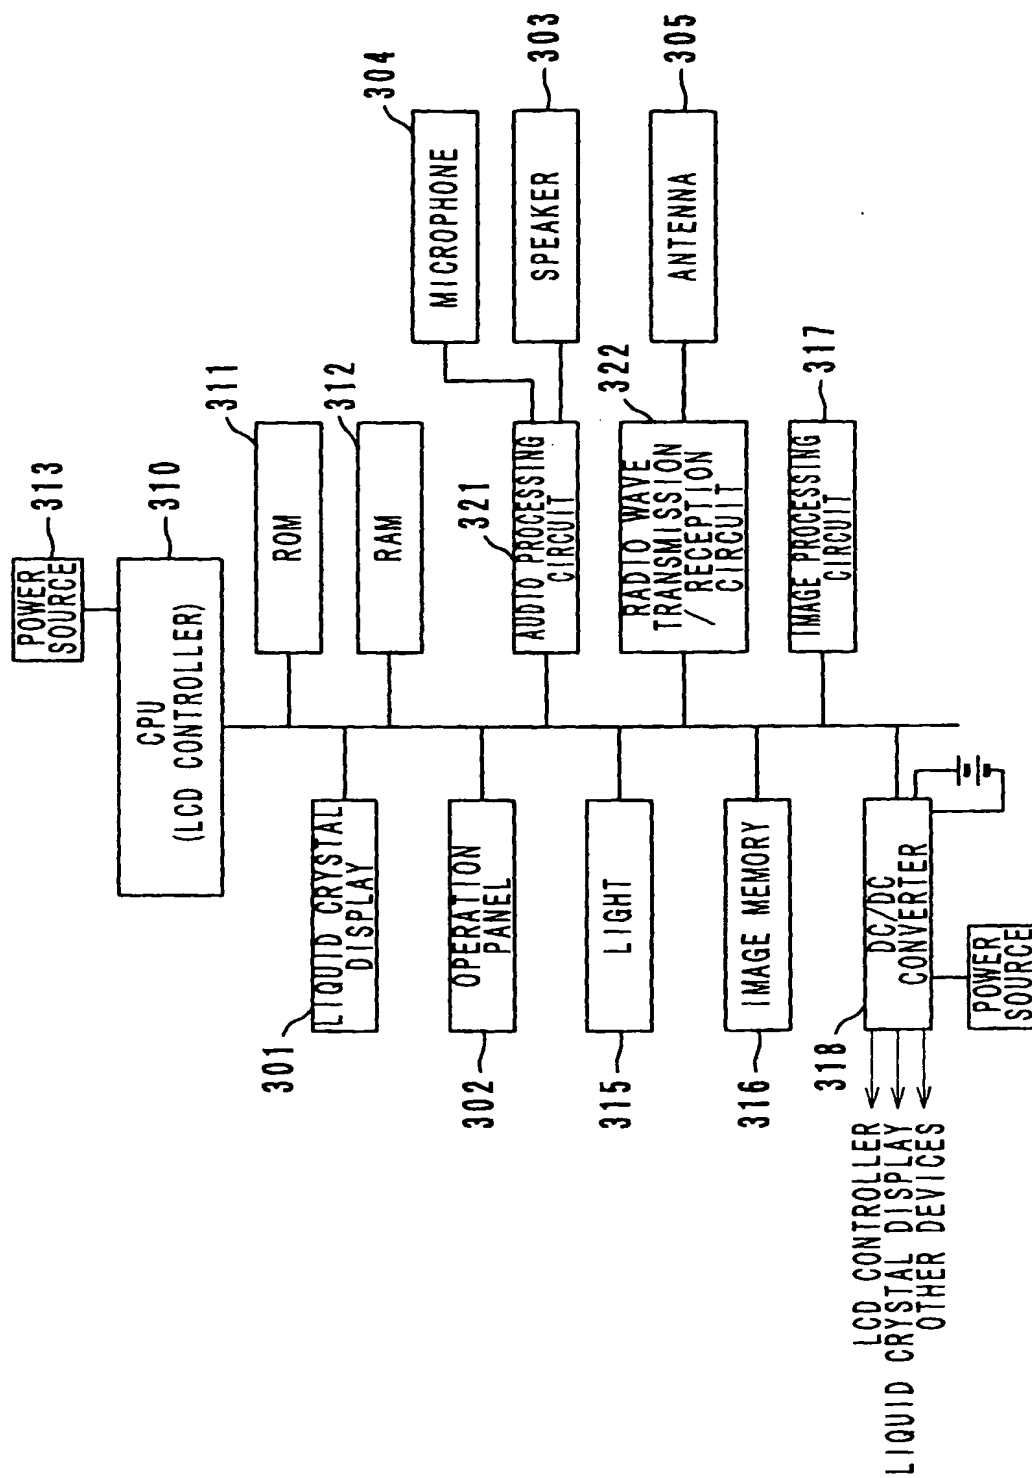 POWER
SOURCE
313
CPU
(LCD CONTROLLER)
310
ROM
311
RAM
312
AUDIO PROCESSING
CIRCUIT
321
MICROPHONE
304
SPEAKER
303
RADIO WAVE
TRANSMISSION
/ RECEPTION
CIRCUIT
322
ANTENNA
305
IMAGE PROCESSING
CIRCUIT
317
LIQUID CRYSTAL
DISPLAY
301
OPERATION
PANEL
302
LIGHT
315
IMAGE MEMORY
316
DC/DC
CONVERTER
318
POWER
SOURCE
LCD CONTROLLER
LIQUID CRYSTAL DISPLAY
OTHER DEVICES